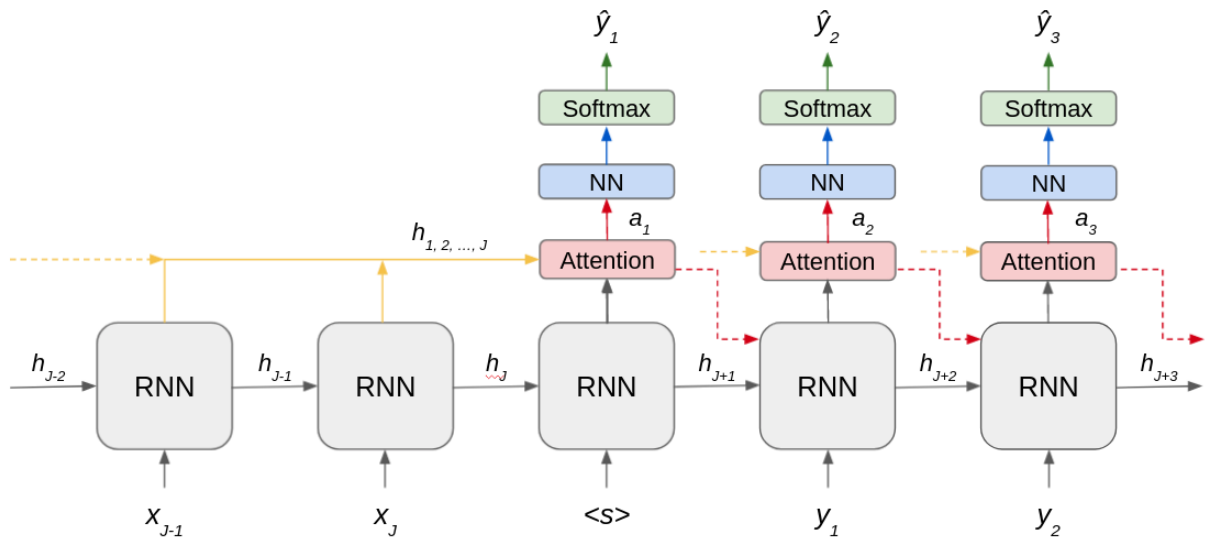 ŷ1 ŷ2 ŷ3
Softmax Softmax Softmax
NN NN NN
a1 a2 a3
h1, 2, ..., J
Attention Attention Attention
hJ-2 hJ-1 hJ hJ+1 hJ+2 hJ+3
RNN RNN RNN RNN RNN
xJ-1 xJ <s> y1 y2